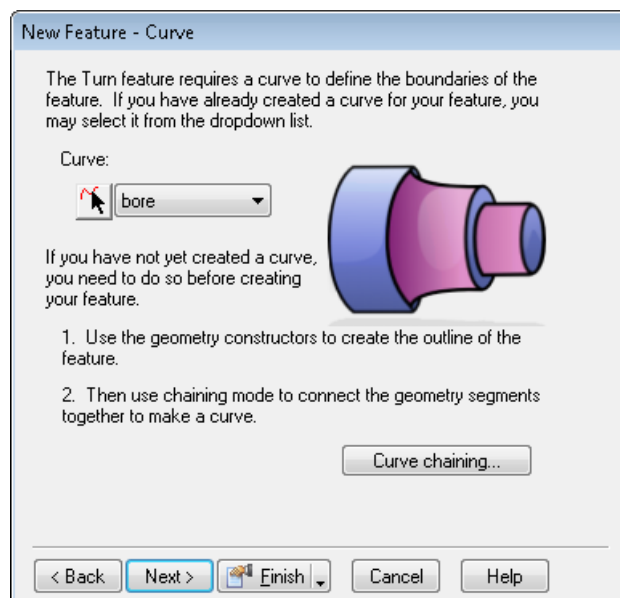 New Feature - Curve
The Turn feature requires a curve to define the boundaries of the
feature. If you have already created a curve for your feature, you
may select it from the dropdown list.
Curve:
bore
If you have not yet created a curve,
you need to do so before creating
your feature.
1. Use the geometry constructors to create the outline of the
feature.
2. Then use chaining mode to connect the geometry segments
together to make a curve.
Curve chaining...
< Back Next > Finish Cancel Help